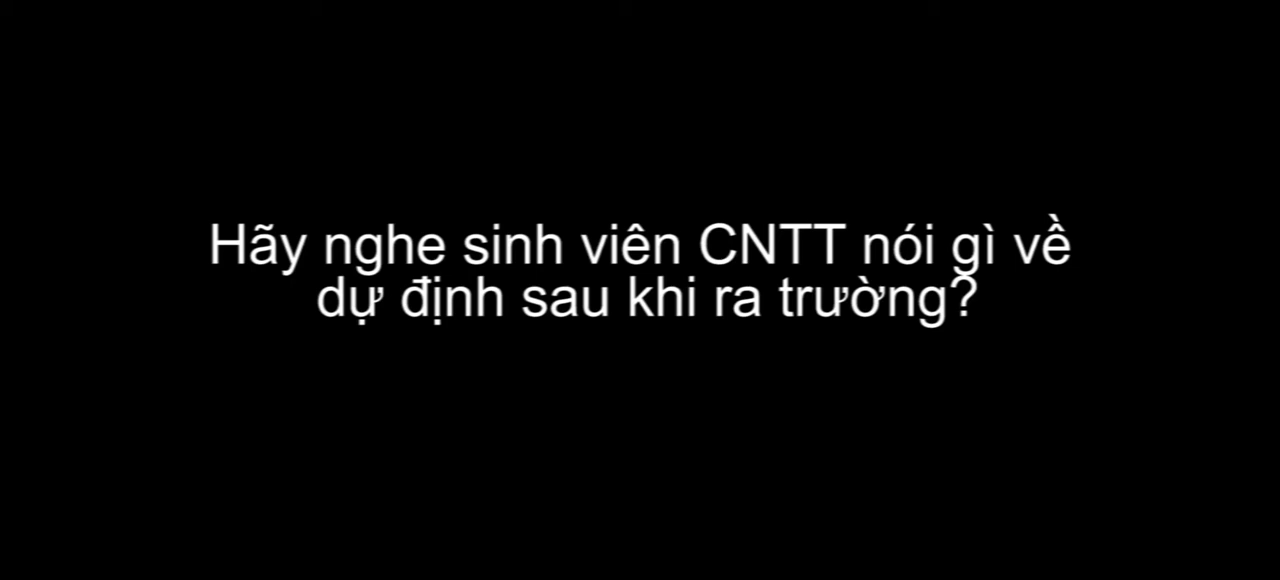 Hãy nghe sinh viên CNTT nói gì về
dự định sau khi ra trường?